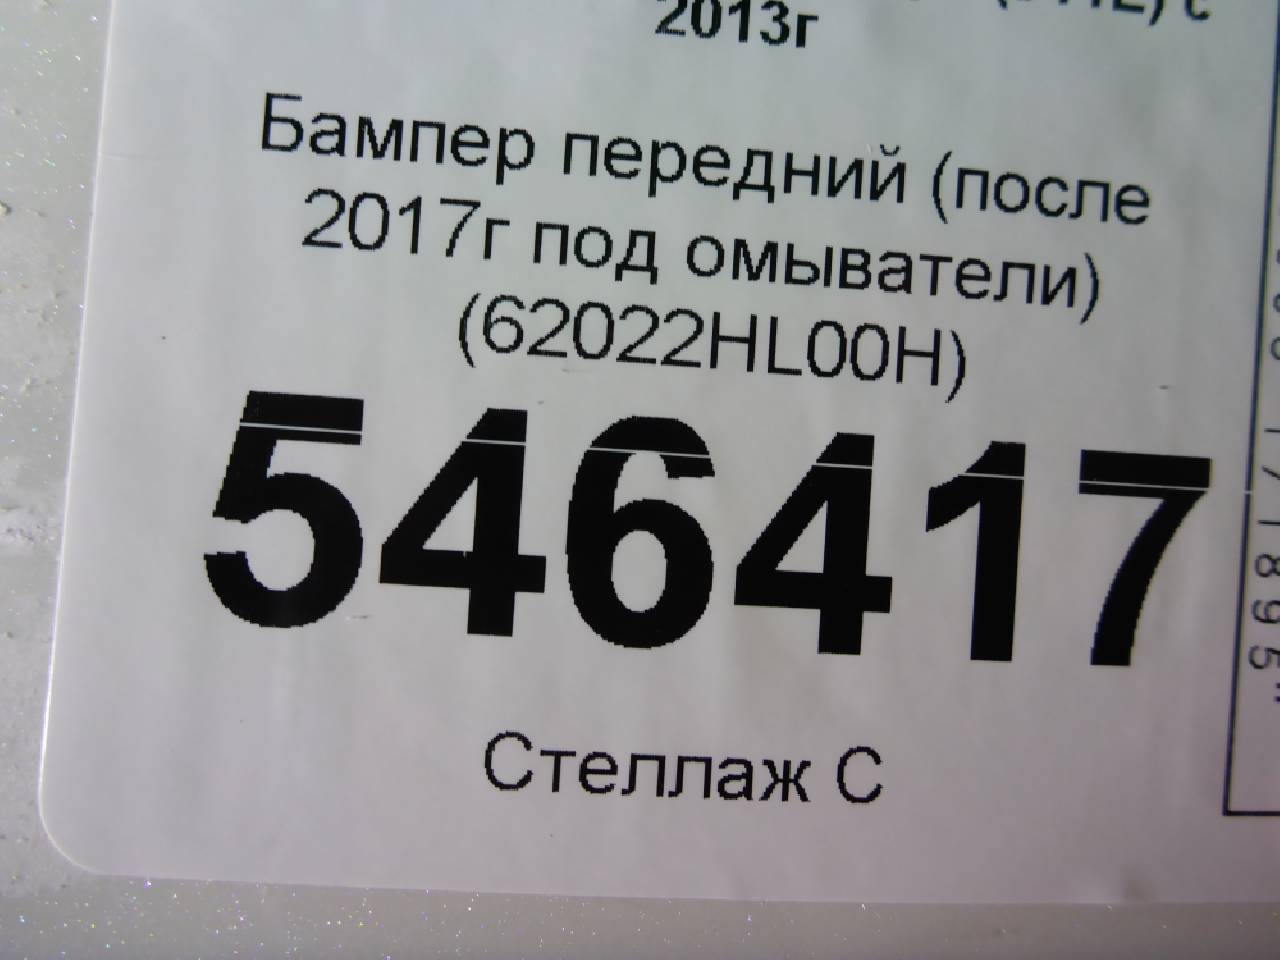 2013г
Бампер передний (после
2017г под омыватели)
(62022HL00H)
546417
Стеллаж С